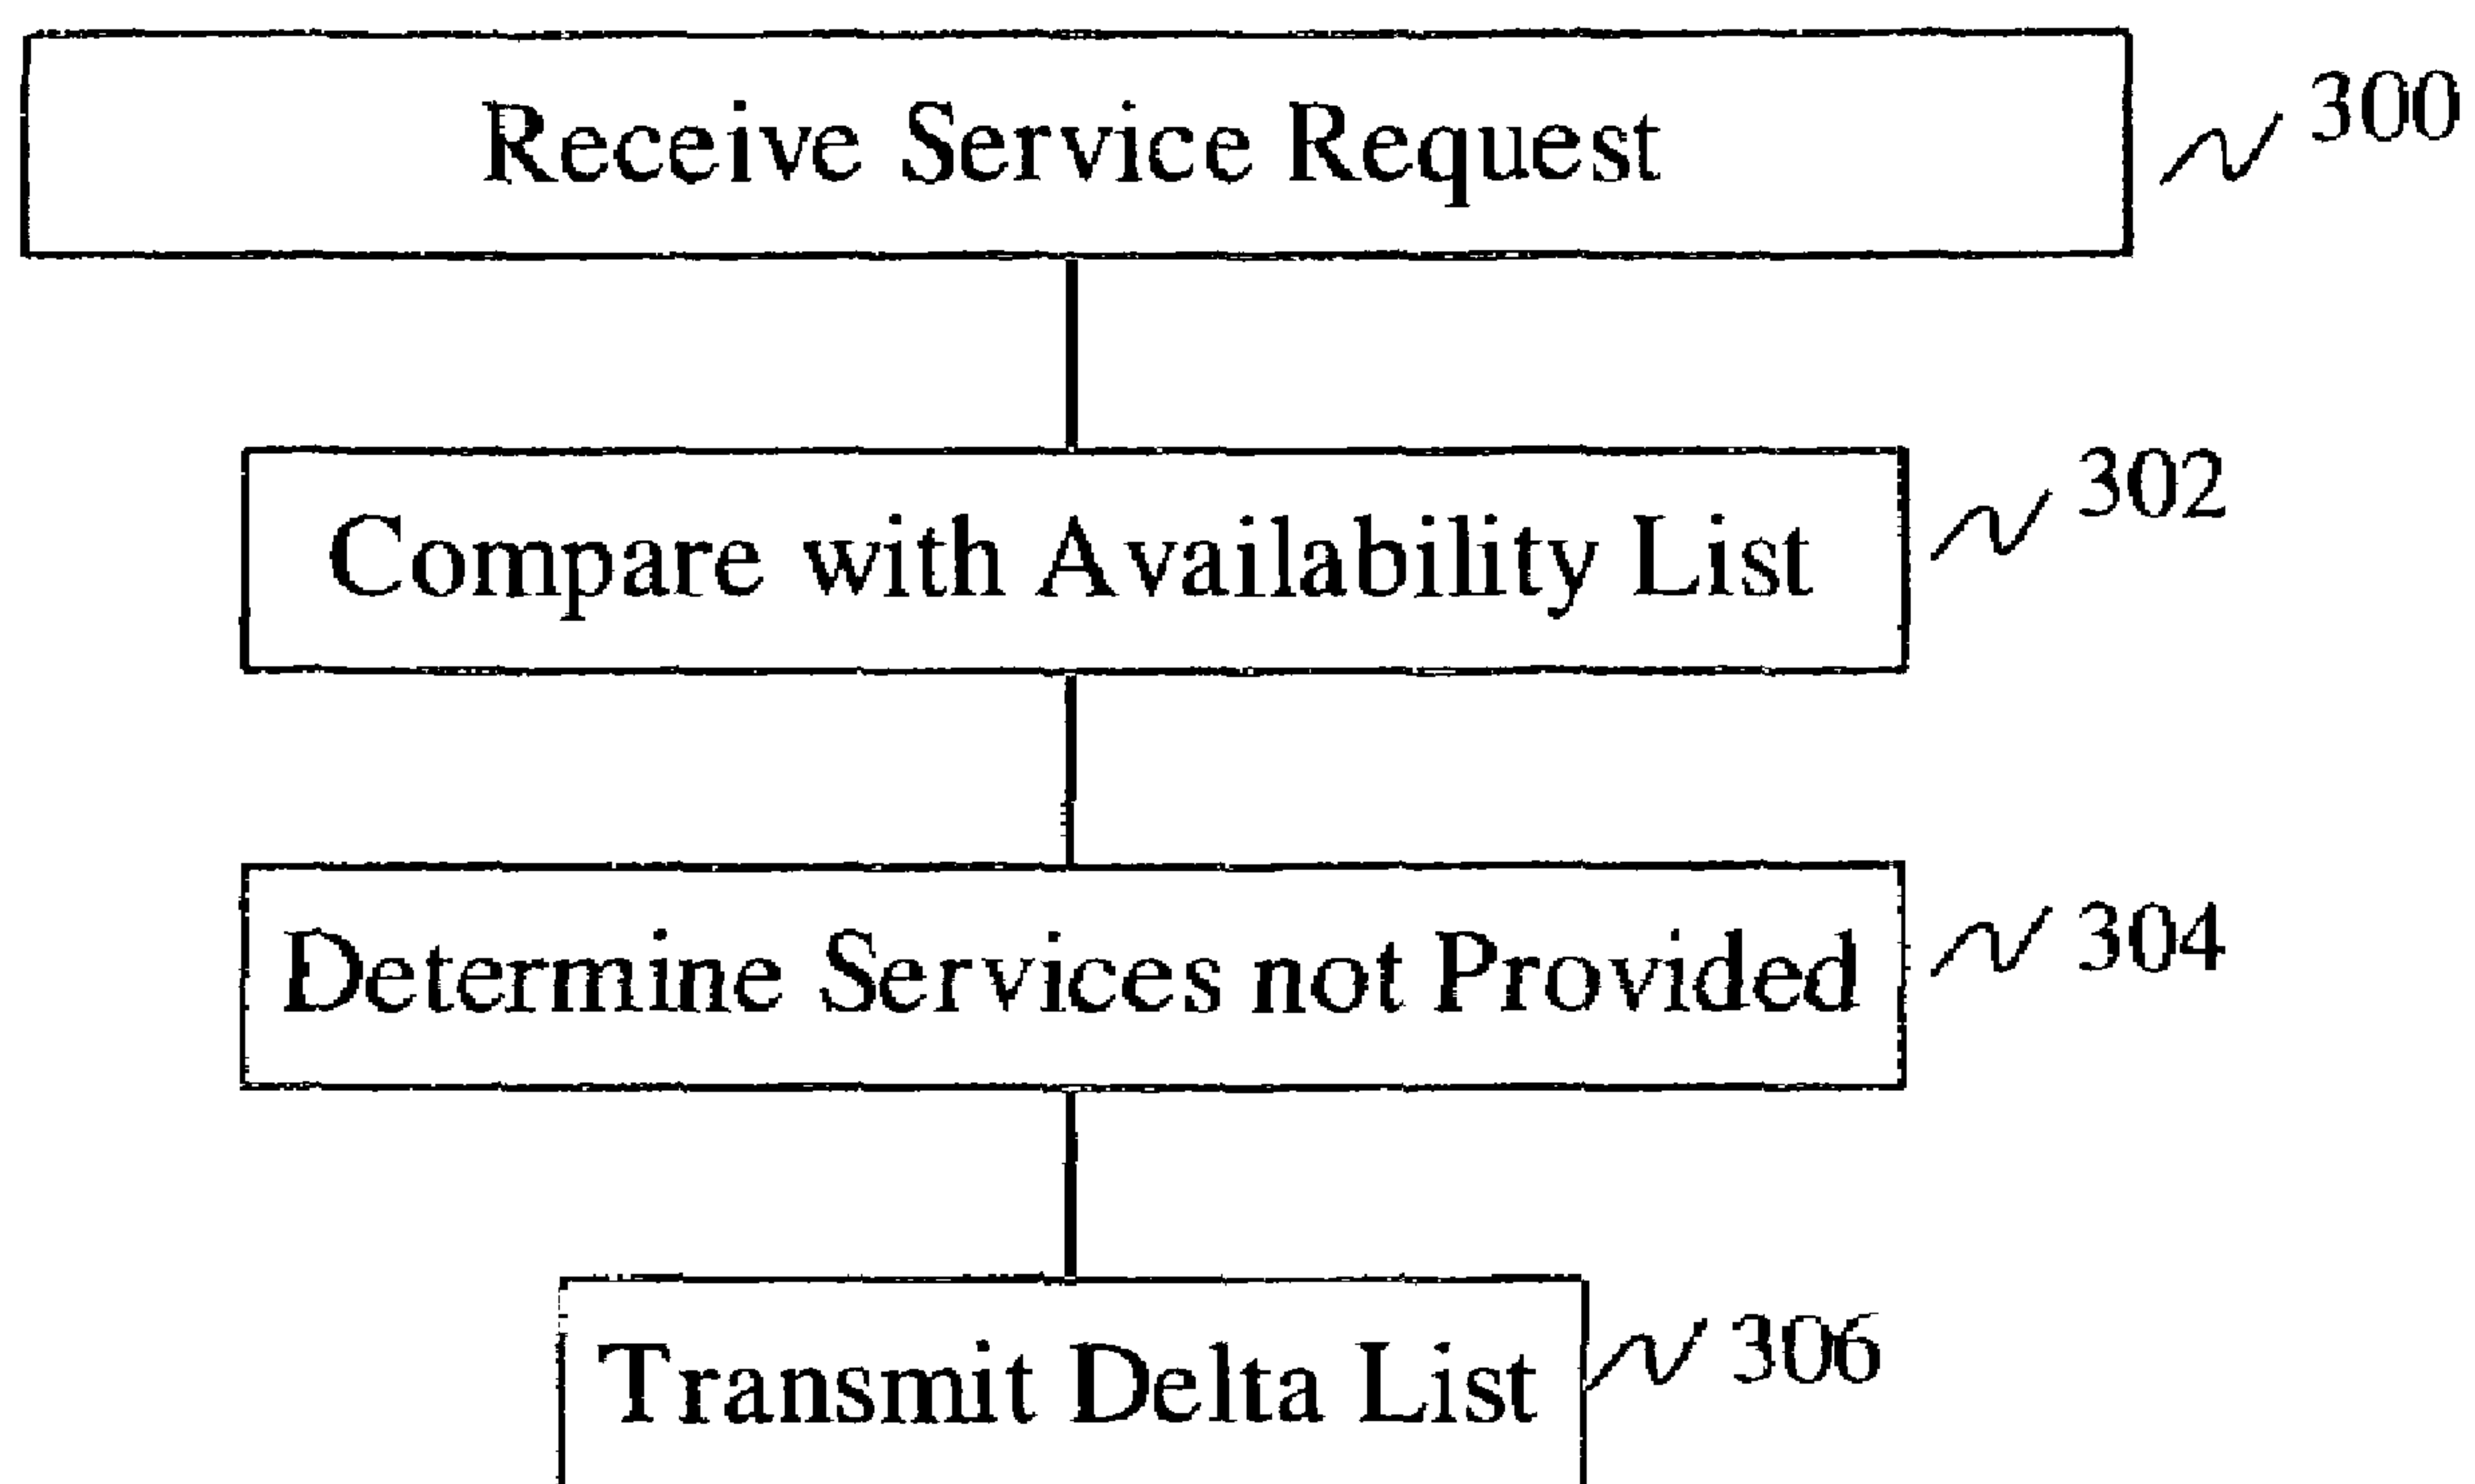 Receive Service Request
300
Compare with Availability List
302
Determine Services not Provided
304
Transmit Delta List
306